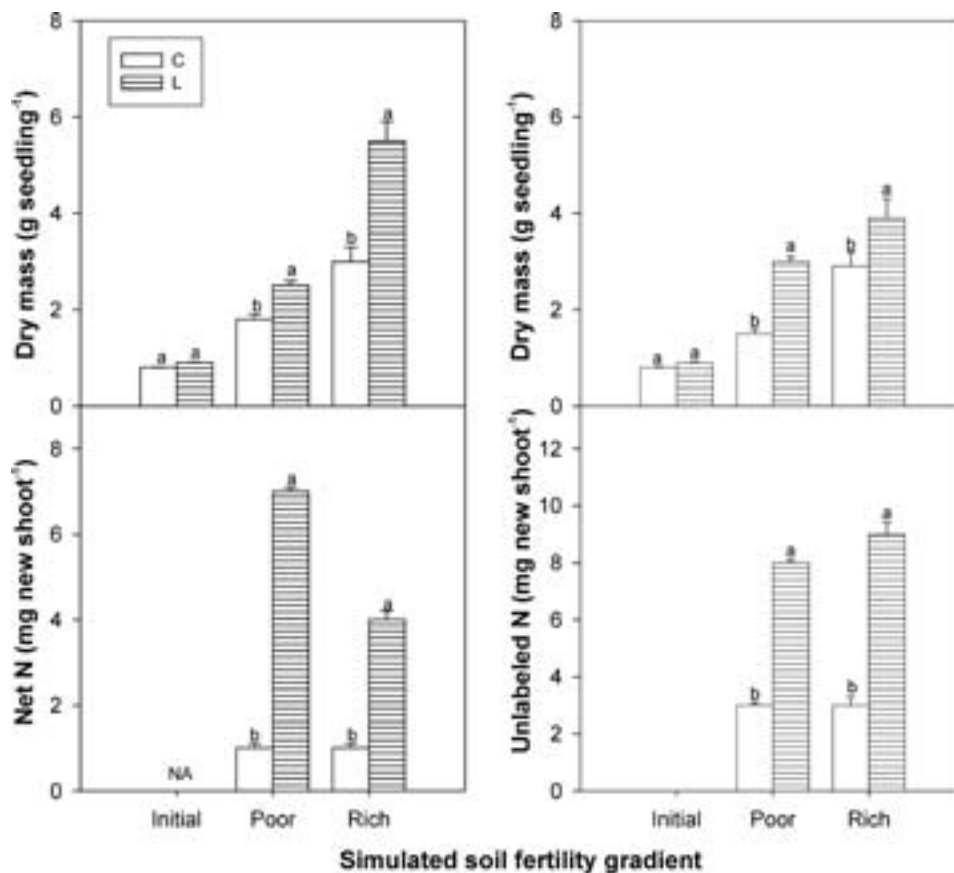 8
6
4
2
0
Dry mass (g seedling⁻¹)
C
L
a
a
b
a
b
a
8
6
4
2
0
Dry mass (g seedling⁻¹)
a
a
b
a
b
a
8
6
4
2
0
Net N (mg new shoot⁻¹)
NA
b
a
b
a
Initial Poor Rich
12
10
8
6
4
2
0
Unlabeled N (mg new shoot⁻¹)
b
a
b
a
Initial Poor Rich
Simulated soil fertility gradient